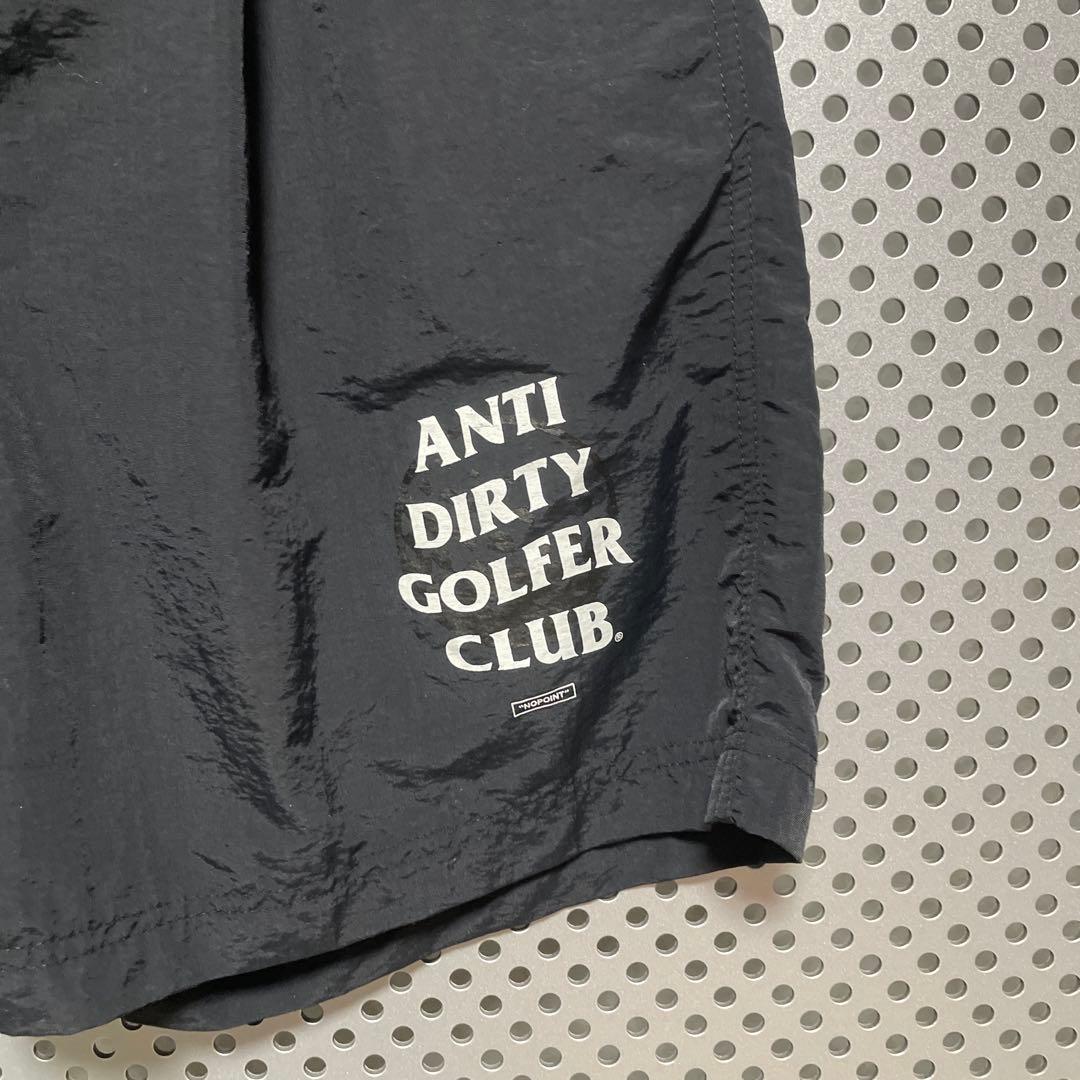 ANTI
DIRTY
GOLFER
CLUB.®
"NOPOINT"